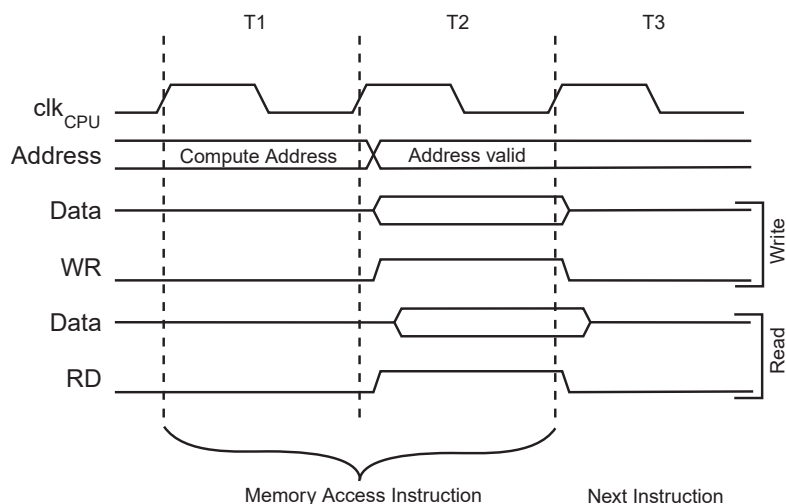 T1 T2 T3
clkCPU
Address Compute Address Address valid
Data
WR
Write
Data
RD
Read
Memory Access Instruction Next Instruction